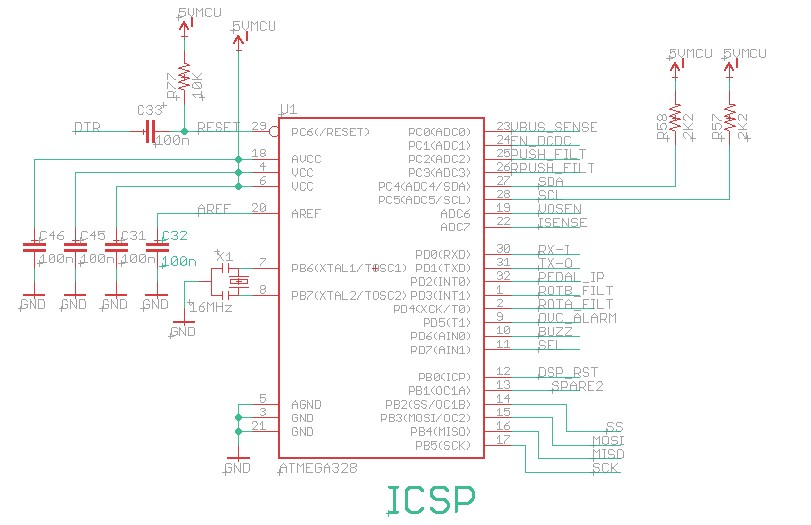 5VMCU
5VMCU
5VMCU
5VMCU
R77
10K
C33
100n
DTR
RESET
U1
29 PC6(/RESET)
18 AVCC
4 VCC
6 VCC
AREF 20 AREF
X1
16MHz
7 PB6(XTAL1/TOSC1)
8 PB7(XTAL2/TOSC2)
5 AGND
3 GND
21 GND
PC0(ADC0) 23 VBUS_SENSE
PC1(ADC1) 24 EN_DCDC
PC2(ADC2) 25 PUSH_FILT
PC3(ADC3) 26 RPUSH_FILT
PC4(ADC4/SDA) 27 SDA
PC5(ADC5/SCL) 28 SCL
ADC6 19 VOSEN
ADC7 22 ISENSE
PD0(RXD) 30 RX-I
PD1(TXD) 31 TX-O
PD2(INT0) 32 PEDAL_IP
PD3(INT1) 1 ROTB_FILT
PD4(XCK/T0) 2 ROTA_FILT
PD5(T1) 9 OVC_ALARM
PD6(AIN0) 10 BUZZ
PD7(AIN1) 11 SEL
PB0(ICP) 12 DSP_RST
PB1(OC1A) 13 SPARE2
PB2(SS/OC1B) 14 SS
PB3(MOSI/OC2) 15 MOSI
PB4(MISO) 16 MISO
PB5(SCK) 17 SCK
R58
2K2
R57
2K2
C46
100n
C45
100n
C31
100n
C32
100n
GND
GND
GND
GND
GND
GND
ATMEGA328
ICSP